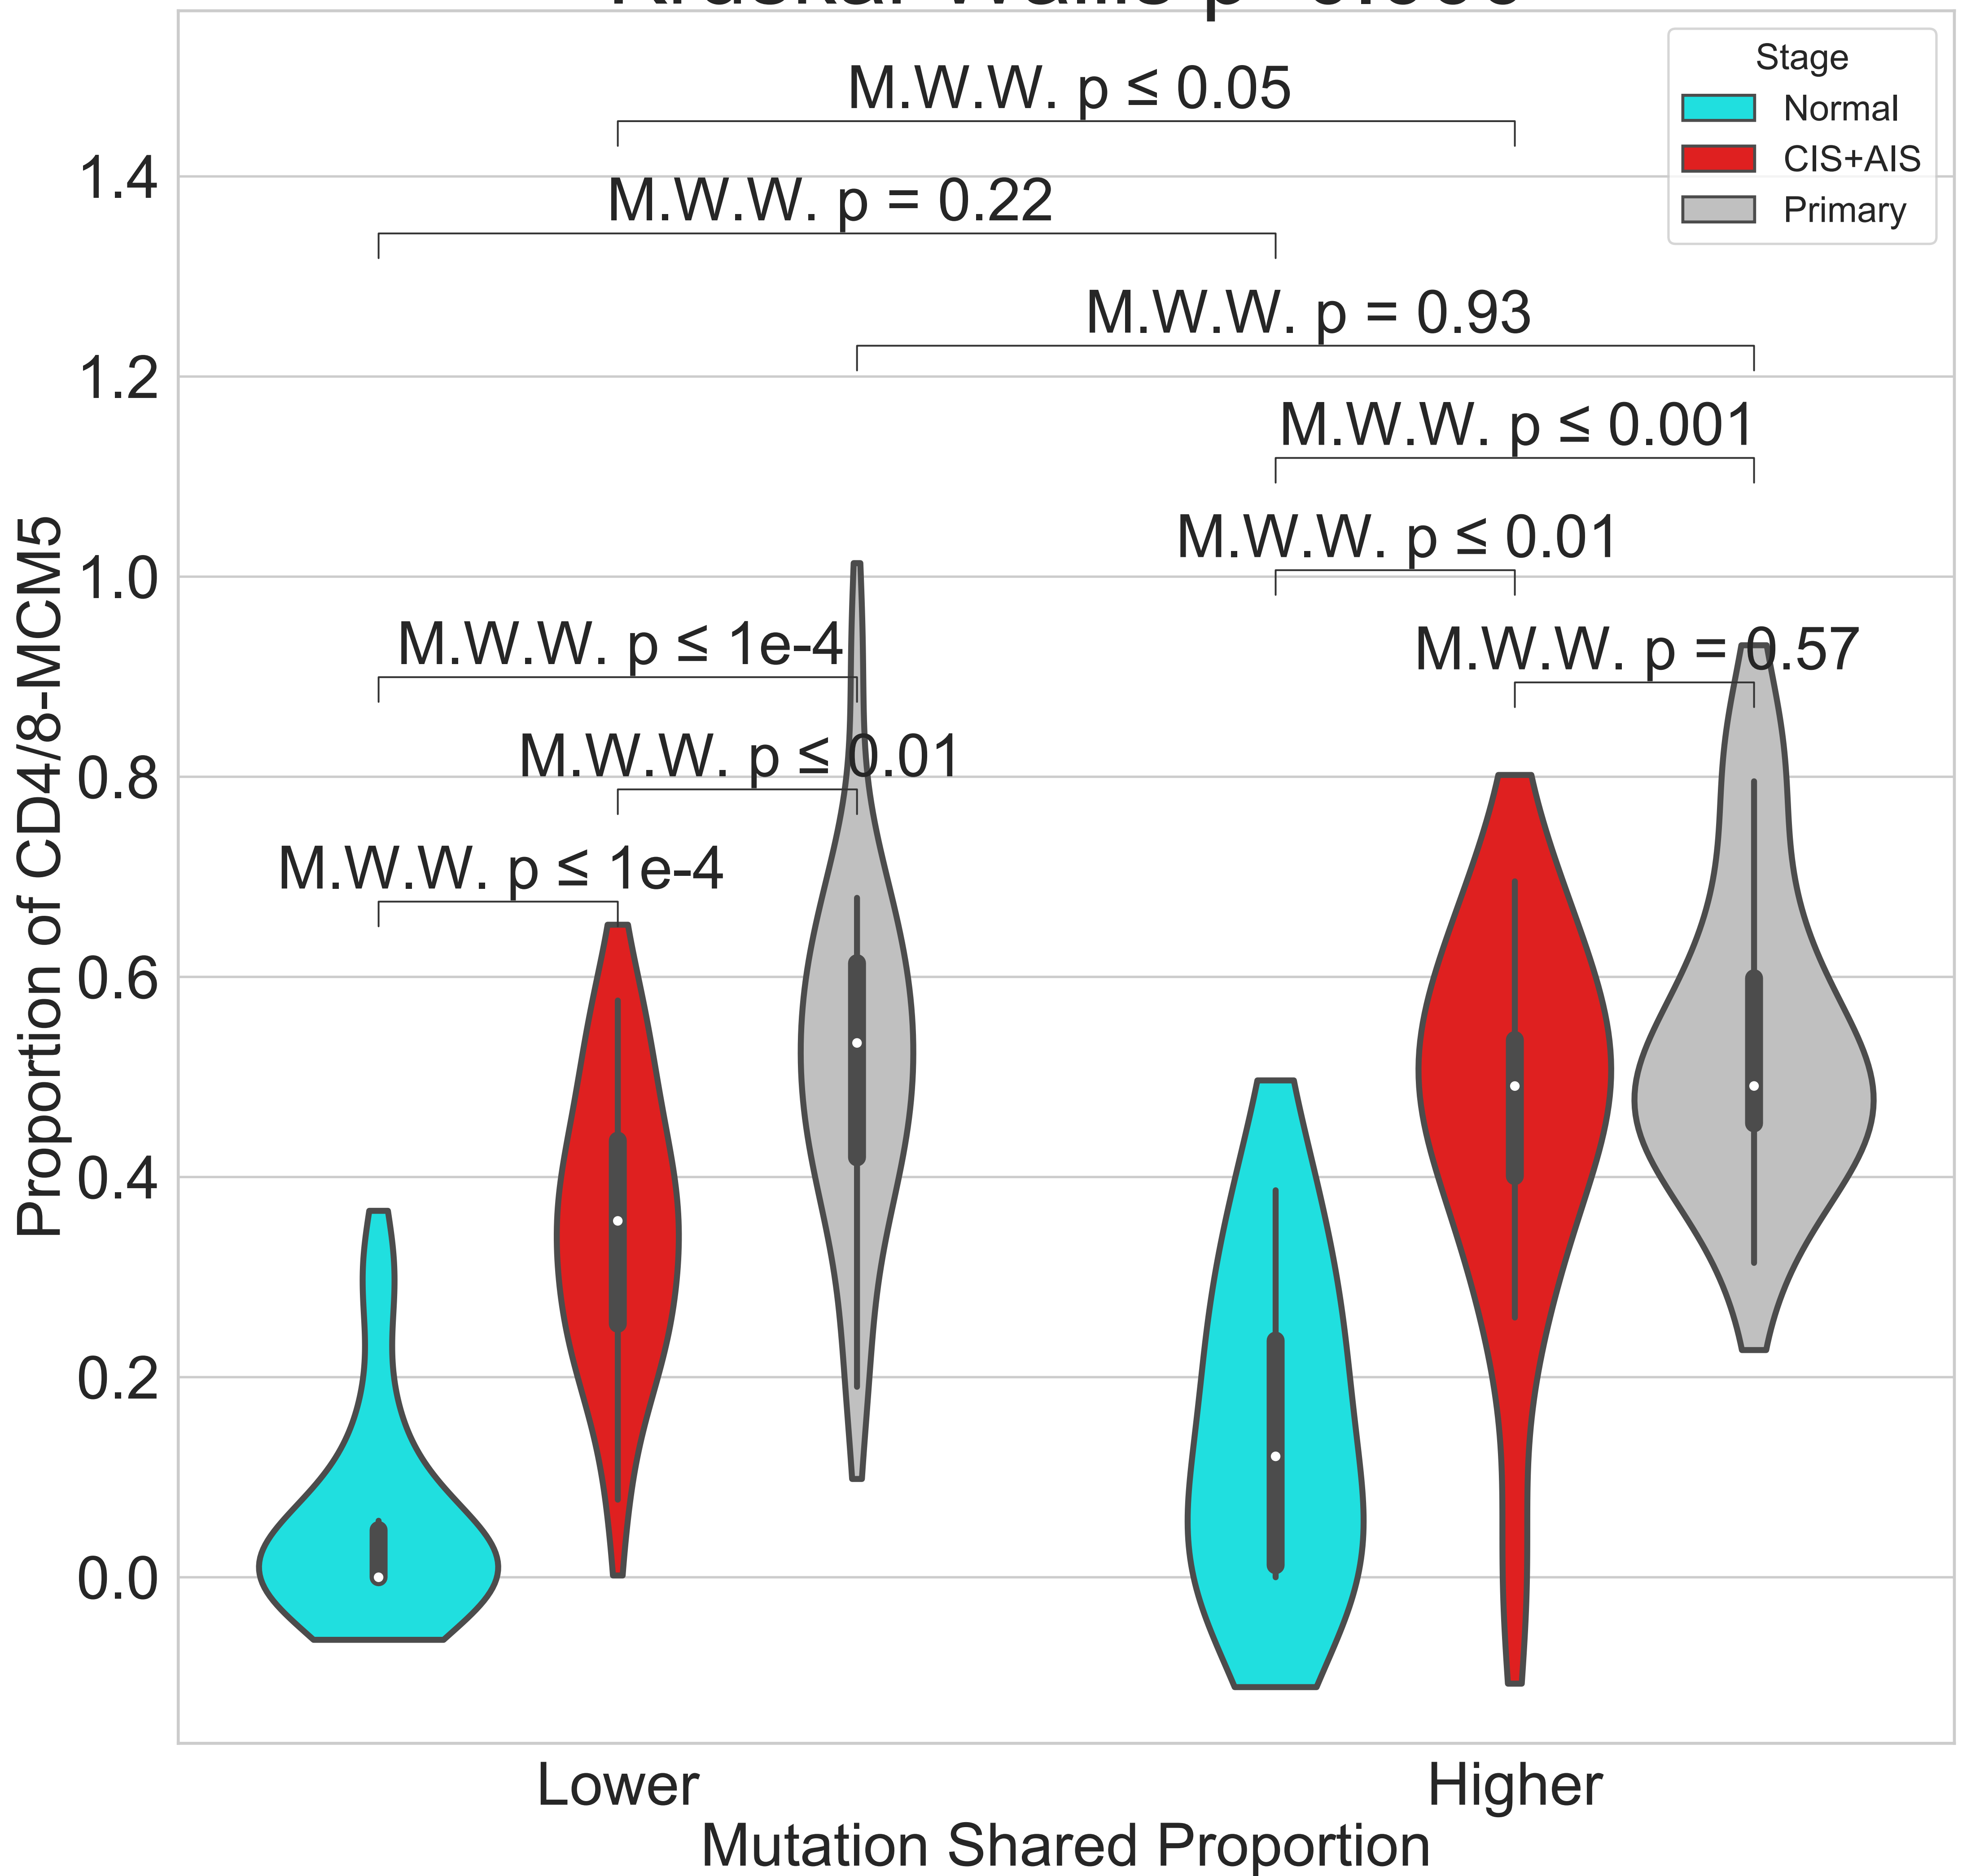 Stage
Normal
CIS+AIS
Primary
M.W.W. p ≤ 0.05
M.W.W. p = 0.22
M.W.W. p = 0.93
M.W.W. p ≤ 0.001
M.W.W. p ≤ 0.01
M.W.W. p = 0.57
M.W.W. p ≤ 1e-4
M.W.W. p ≤ 0.01
M.W.W. p ≤ 1e-4
1.4
1.2
1.0
0.8
0.6
0.4
0.2
0.0
Proportion of CD4/8-MCM5
Lower
Higher
Mutation Shared Proportion